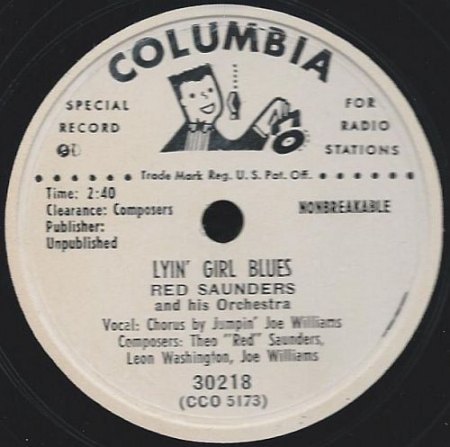 COLUMBIA
SPECIAL RECORD
FOR RADIO STATIONS
Trade Mark Reg. U.S. Pat. Off.
Time: 2:40
Clearance: Composers
Publisher:
Unpublished
NONBREAKABLE
LYIN' GIRL BLUES
RED SAUNDERS
and his Orchestra
Vocal: Chorus by Jumpin' Joe Williams
Composers: Theo "Red" Saunders,
Leon Washington, Joe Williams
30218
(CCO 5173)